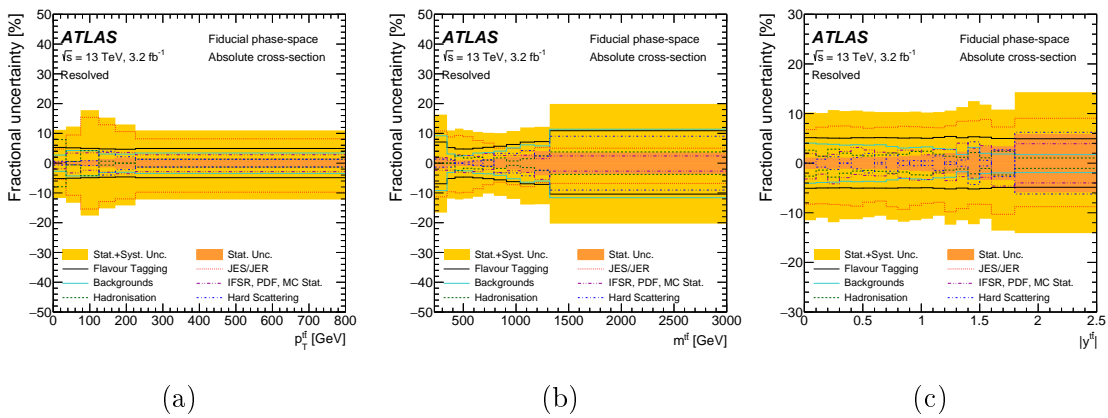 Fractional uncertainty [%]
50
40
30
20
10
0
−10
−20
−30
−40
−50
ATLAS
Fiducial phase-space
√s = 13 TeV, 3.2 fb-1
Absolute cross-section
Resolved
Stat.+Syst. Unc.
Stat. Unc.
Flavour Tagging
JES/JER
Backgrounds
IFSR, PDF, MC Stat.
Hadronisation
Hard Scattering
0 100 200 300 400 500 600 700 800
p_T^tt̄ [GeV]
(a)
Fractional uncertainty [%]
50
40
30
20
10
0
−10
−20
−30
−40
−50
ATLAS
Fiducial phase-space
√s = 13 TeV, 3.2 fb-1
Absolute cross-section
Resolved
Stat.+Syst. Unc.
Stat. Unc.
Flavour Tagging
JES/JER
Backgrounds
IFSR, PDF, MC Stat.
Hadronisation
Hard Scattering
500 1000 1500 2000 2500 3000
m^tt̄ [GeV]
(b)
Fractional uncertainty [%]
30
20
10
0
−10
−20
−30
ATLAS
Fiducial phase-space
√s = 13 TeV, 3.2 fb-1
Absolute cross-section
Resolved
Stat.+Syst. Unc.
Stat. Unc.
Flavour Tagging
JES/JER
Backgrounds
IFSR, PDF, MC Stat.
Hadronisation
Hard Scattering
0 0.5 1 1.5 2 2.5
|y^tt̄|
(c)